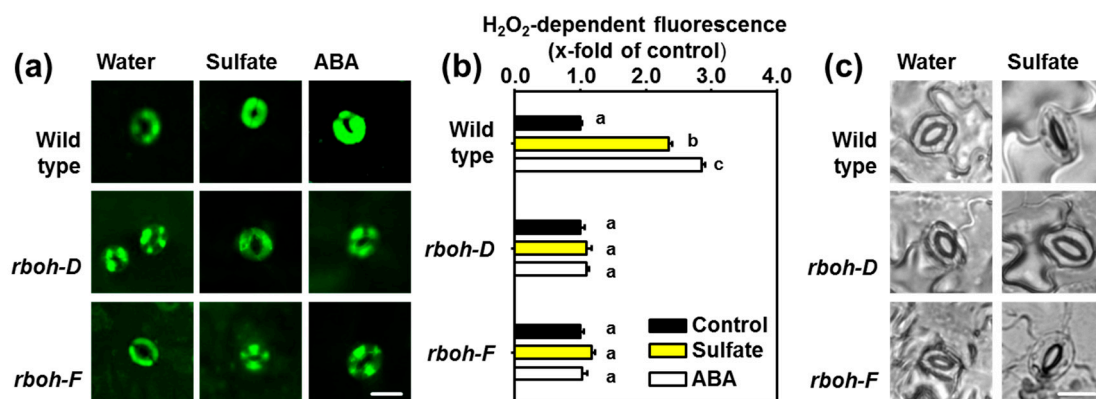 (a)
Water Sulfate ABA
Wild
type
rboh-D
rboh-F
(b)
H₂O₂-dependent fluorescence
(x-fold of control)
0.0 1.0 2.0 3.0 4.0
Wild
type
a
b
c
rboh-D
a
a
a
rboh-F
a
a
a
Control
Sulfate
ABA
(c)
Water Sulfate
Wild
type
rboh-D
rboh-F